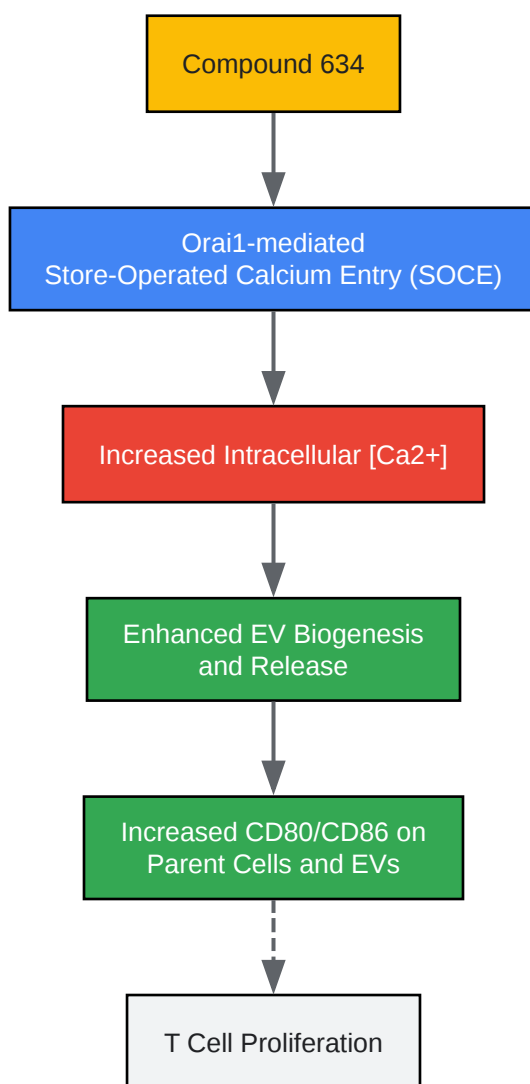 Compound 634
Orai1-mediated
Store-Operated Calcium Entry (SOCE)
Increased Intracellular [Ca2+]
Enhanced EV Biogenesis
and Release
Increased CD80/CD86 on
Parent Cells and EVs
T Cell Proliferation